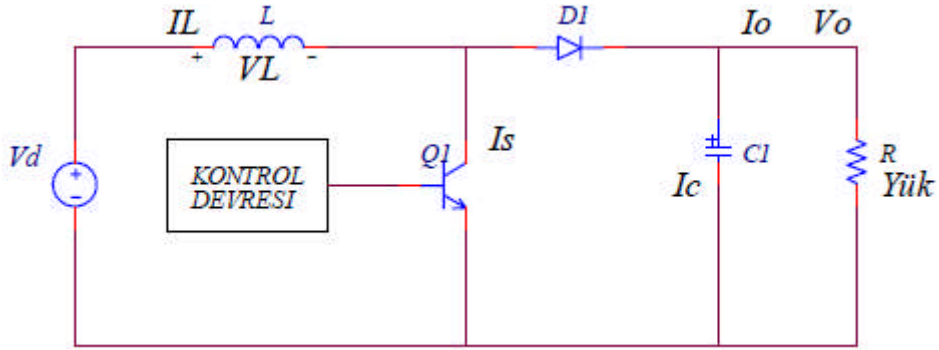 IL
L
+ VL -
D1
Io
Vo
Vd
+
-
KONTROL
DEVRESI
Q1
Is
+
C1
Ic
R
Yük